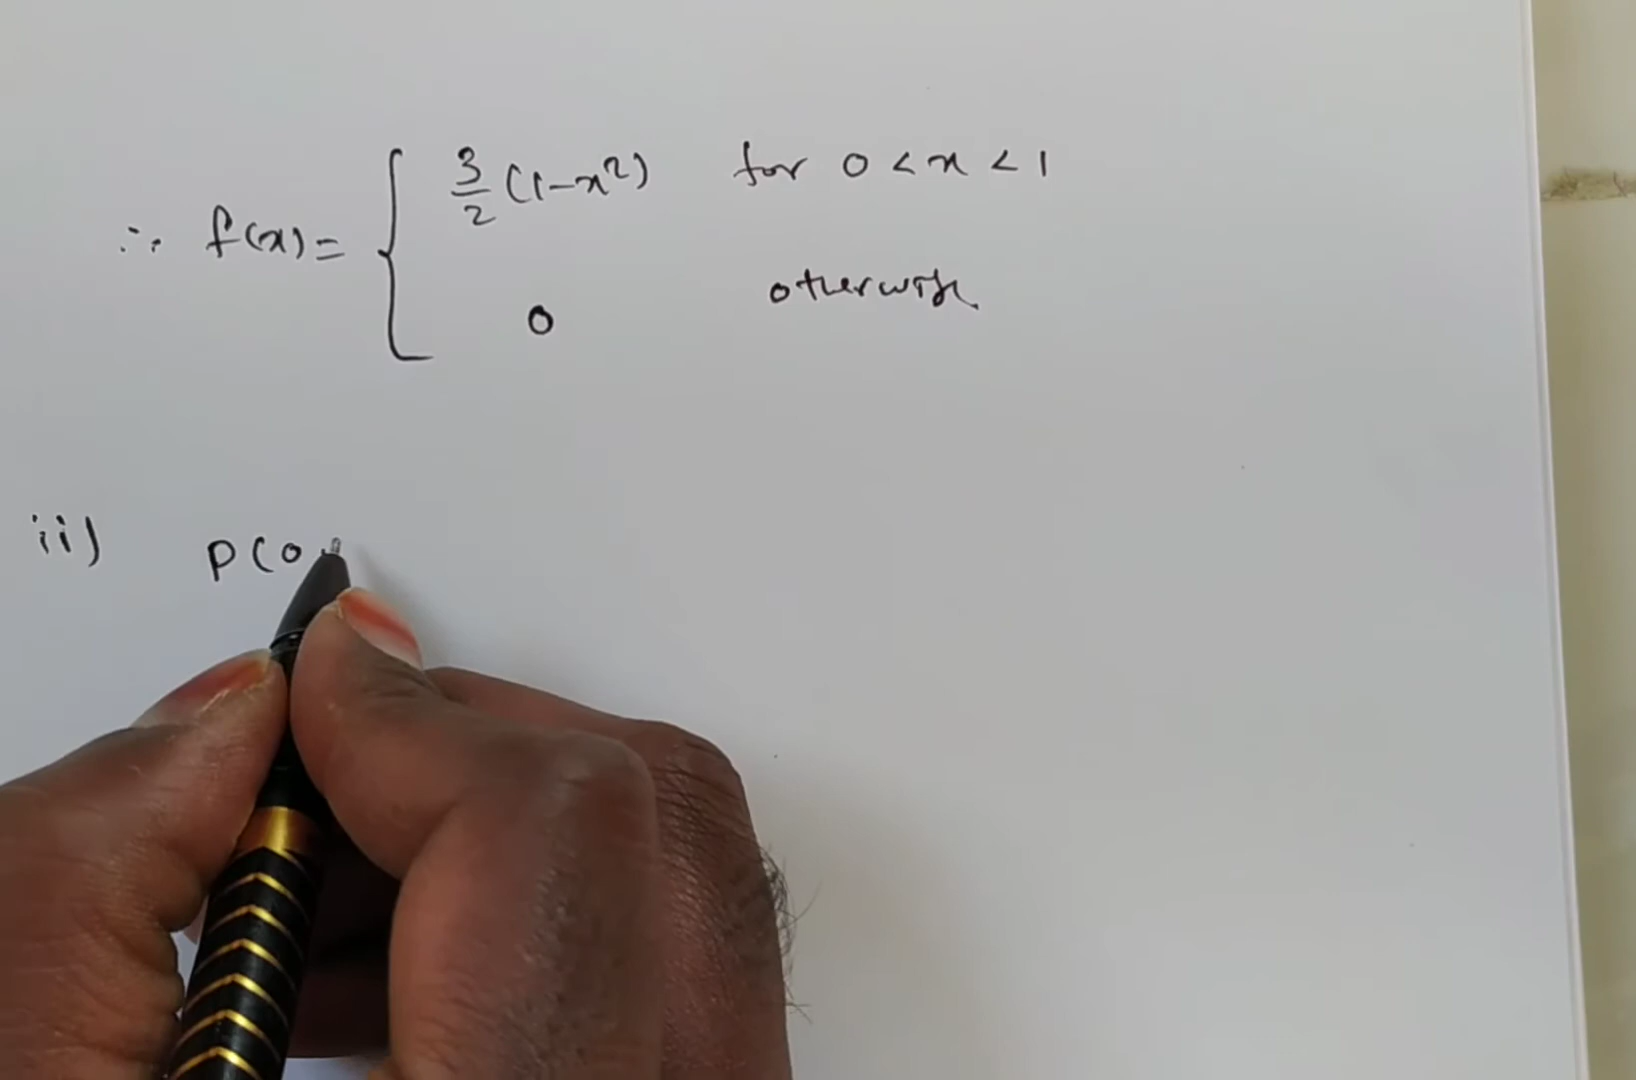 ∴ f(x) = { 3/2 (1-x²) for 0 < x < 1
0 otherwise
ii) P(0